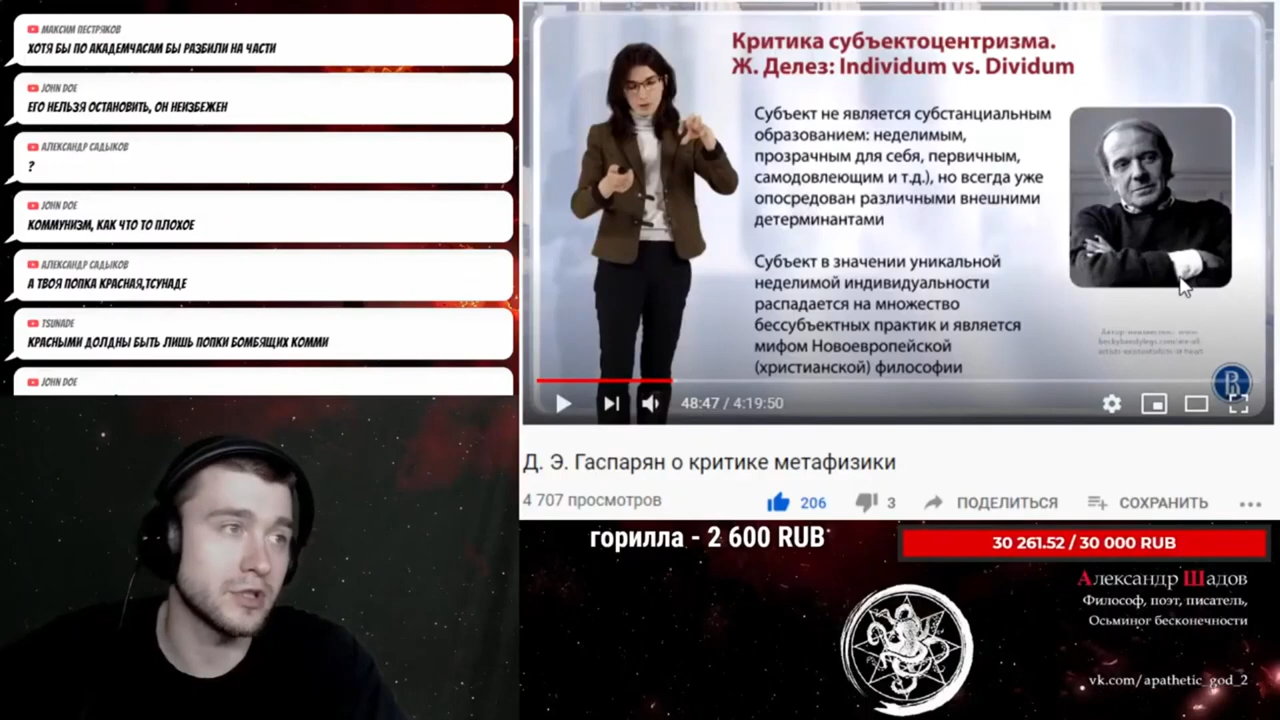 МАКСИМ ПЕСТРЯКОВ
ХОТЯ БЫ ПО АКАДЕМЧАСАМ БЫ РАЗБИЛИ НА ЧАСТИ
JOHN DOE
ЕГО НЕЛЬЗЯ ОСТАНОВИТЬ, ОН НЕИЗБЕЖЕН
АЛЕКСАНДР САДЫКОВ
?
JOHN DOE
КОММУНИЗМ, КАК ЧТО ТО ПЛОХОЕ
АЛЕКСАНДР САДЫКОВ
А ТВОЯ ПОПКА КРАСНАЯ,ТСУНАДЕ
TSUNADE
КРАСНЫМИ ДОЛДНЫ БЫТЬ ЛИШЬ ПОПКИ БОМБЯЩИХ КОММИ
JOHN DOE
Критика субъектоцентризма.
Ж. Делез: Individum vs. Dividum
Субъект не является субстанциальным
образованием: неделимым,
прозрачным для себя, первичным,
самодовлеющим и т.д.), но всегда уже
опосредован различными внешними
детерминантами
Субъект в значении уникальной
неделимой индивидуальности
распадается на множество
бессубъектных практик и является
мифом Новоевропейской
(христианской) философии
48:47 / 4:19:50
Д. Э. Гаспарян о критике метафизики
4 707 просмотров
206
3
ПОДЕЛИТЬСЯ
СОХРАНИТЬ
горилла - 2 600 RUB
30 261.52 / 30 000 RUB
Александр Шадов
Философ, поэт, писатель,
Осьминог бесконечности
vk.com/apathetic_god_2